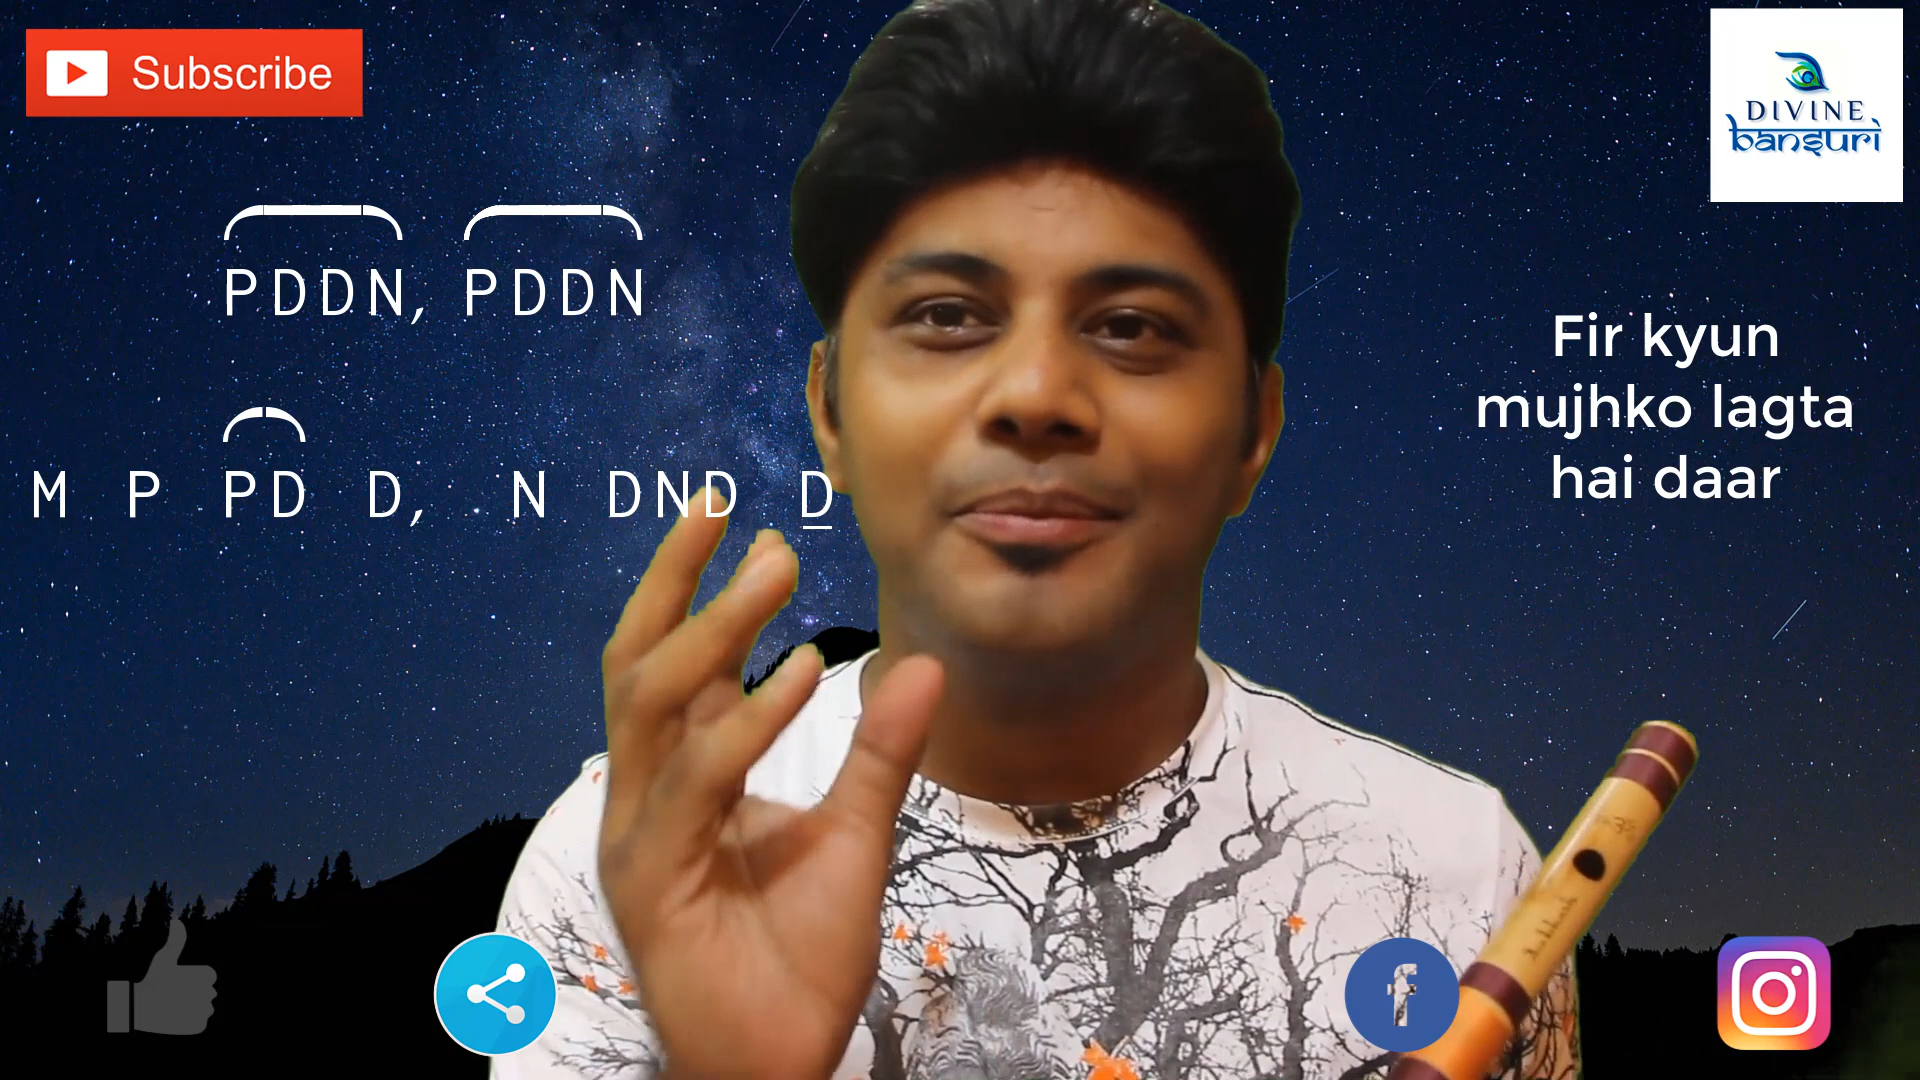 Subscribe
DIVINE
bansuri
PDDN, PDDN
M P PD D, N DND D
Fir kyun
mujhko lagta
hai daar